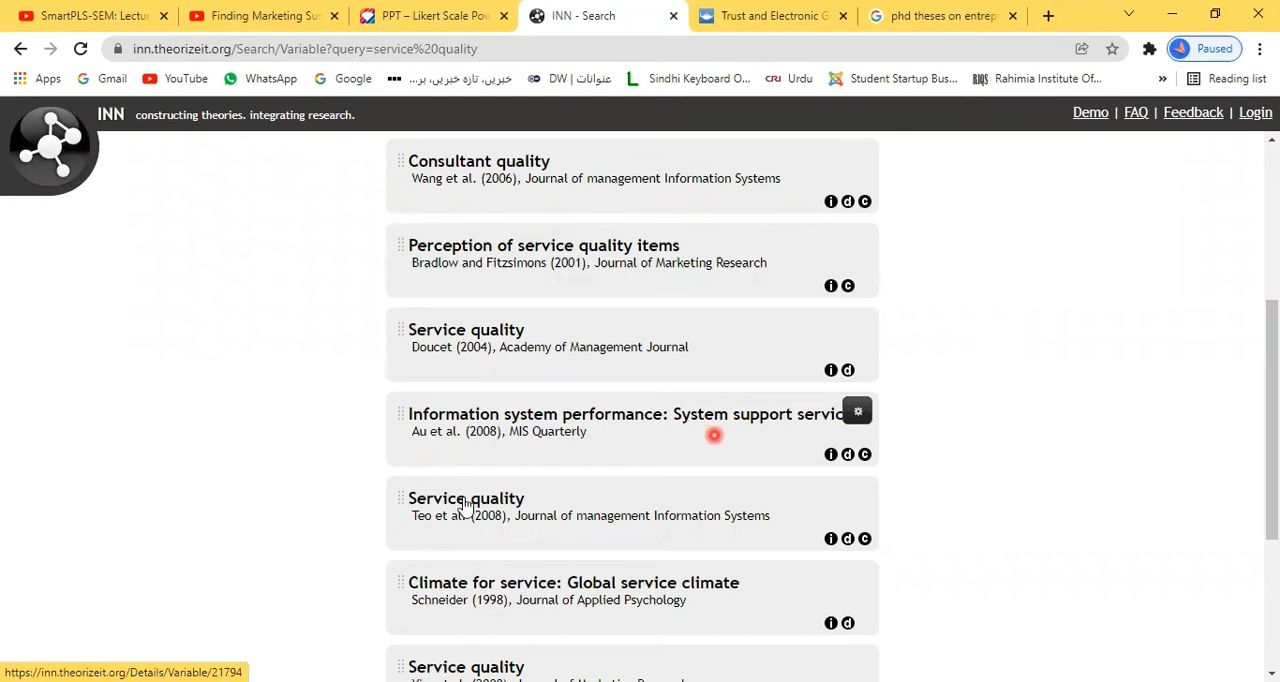 SmartPLS-SEM: Lectu
Finding Marketing Su
PPT – Likert Scale Pow
INN - Search
Trust and Electronic G
phd theses on entrep
inn.theorizeit.org/Search/Variable?query=service%20quality
Paused
Apps
Gmail
YouTube
WhatsApp
Google
خبریں، تازہ خبریں، بر...
عنوانات | DW
Sindhi Keyboard O...
CRJ Urdu
Student Startup Bus...
RIQS Rahimia Institute Of...
»
Reading list
INN constructing theories. integrating research.
Demo | FAQ | Feedback | Login
Consultant quality
Wang et al. (2006), Journal of management Information Systems
i d c
Perception of service quality items
Bradlow and Fitzsimons (2001), Journal of Marketing Research
i c
Service quality
Doucet (2004), Academy of Management Journal
i d
Information system performance: System support servic
Au et al. (2008), MIS Quarterly
i d c
Service quality
Teo et al. (2008), Journal of management Information Systems
i d c
Climate for service: Global service climate
Schneider (1998), Journal of Applied Psychology
i d
Service quality
https://inn.theorizeit.org/Details/Variable/21794